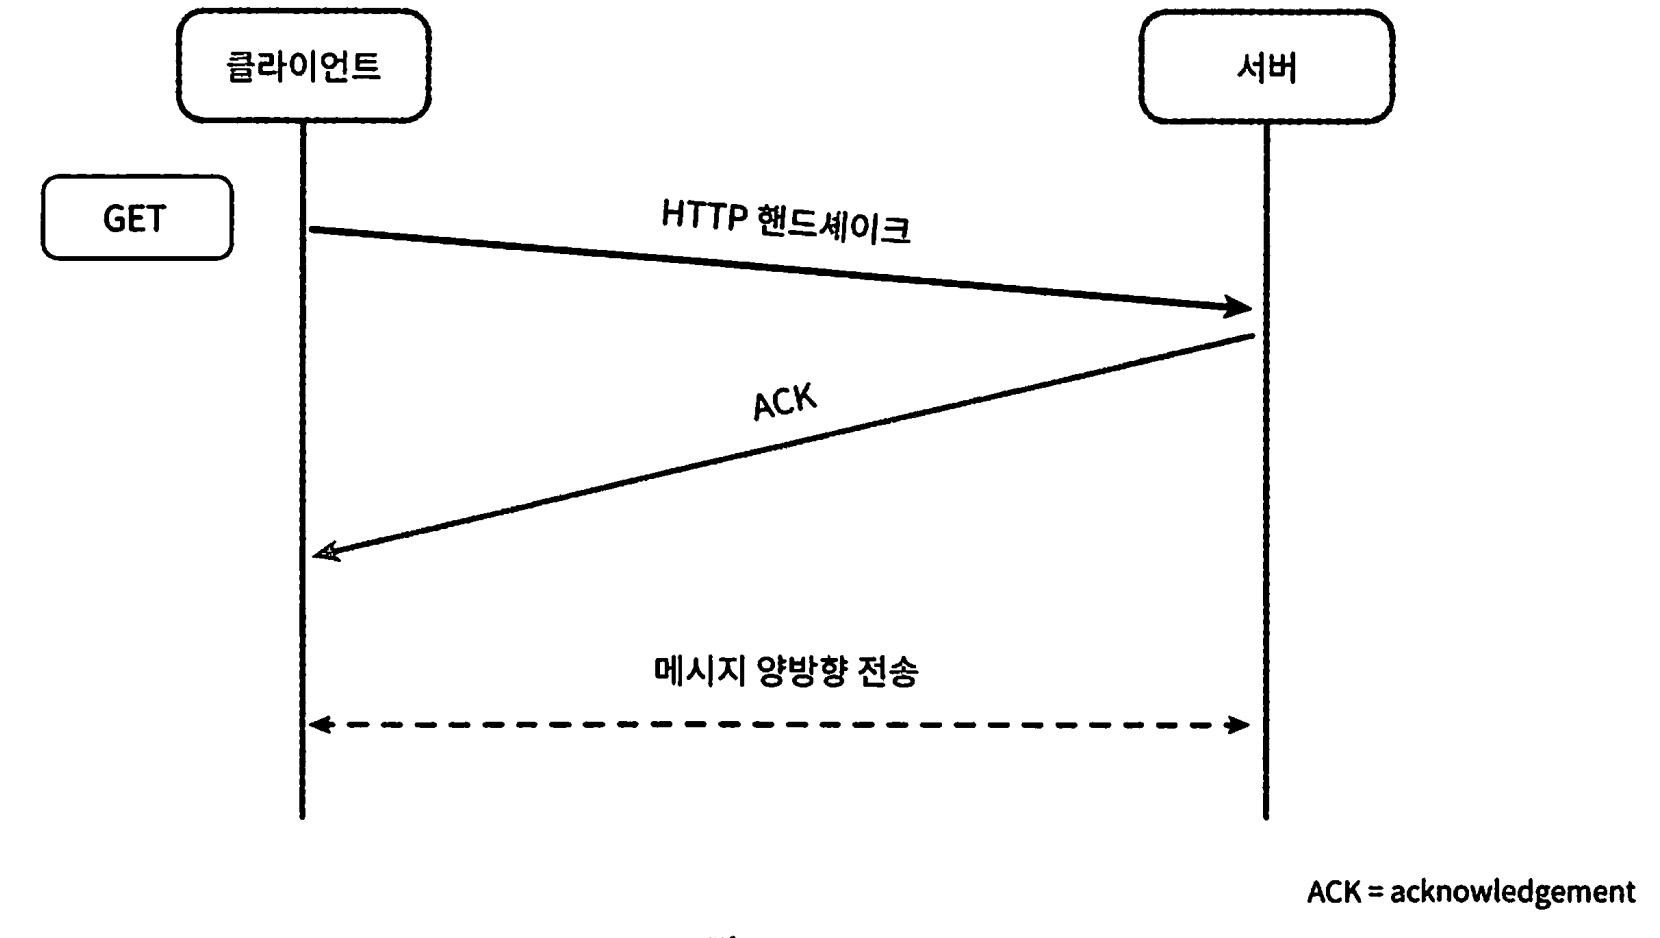 클라이언트
서버
GET
HTTP 핸드셰이크
ACK
메시지 양방향 전송
ACK = acknowledgement